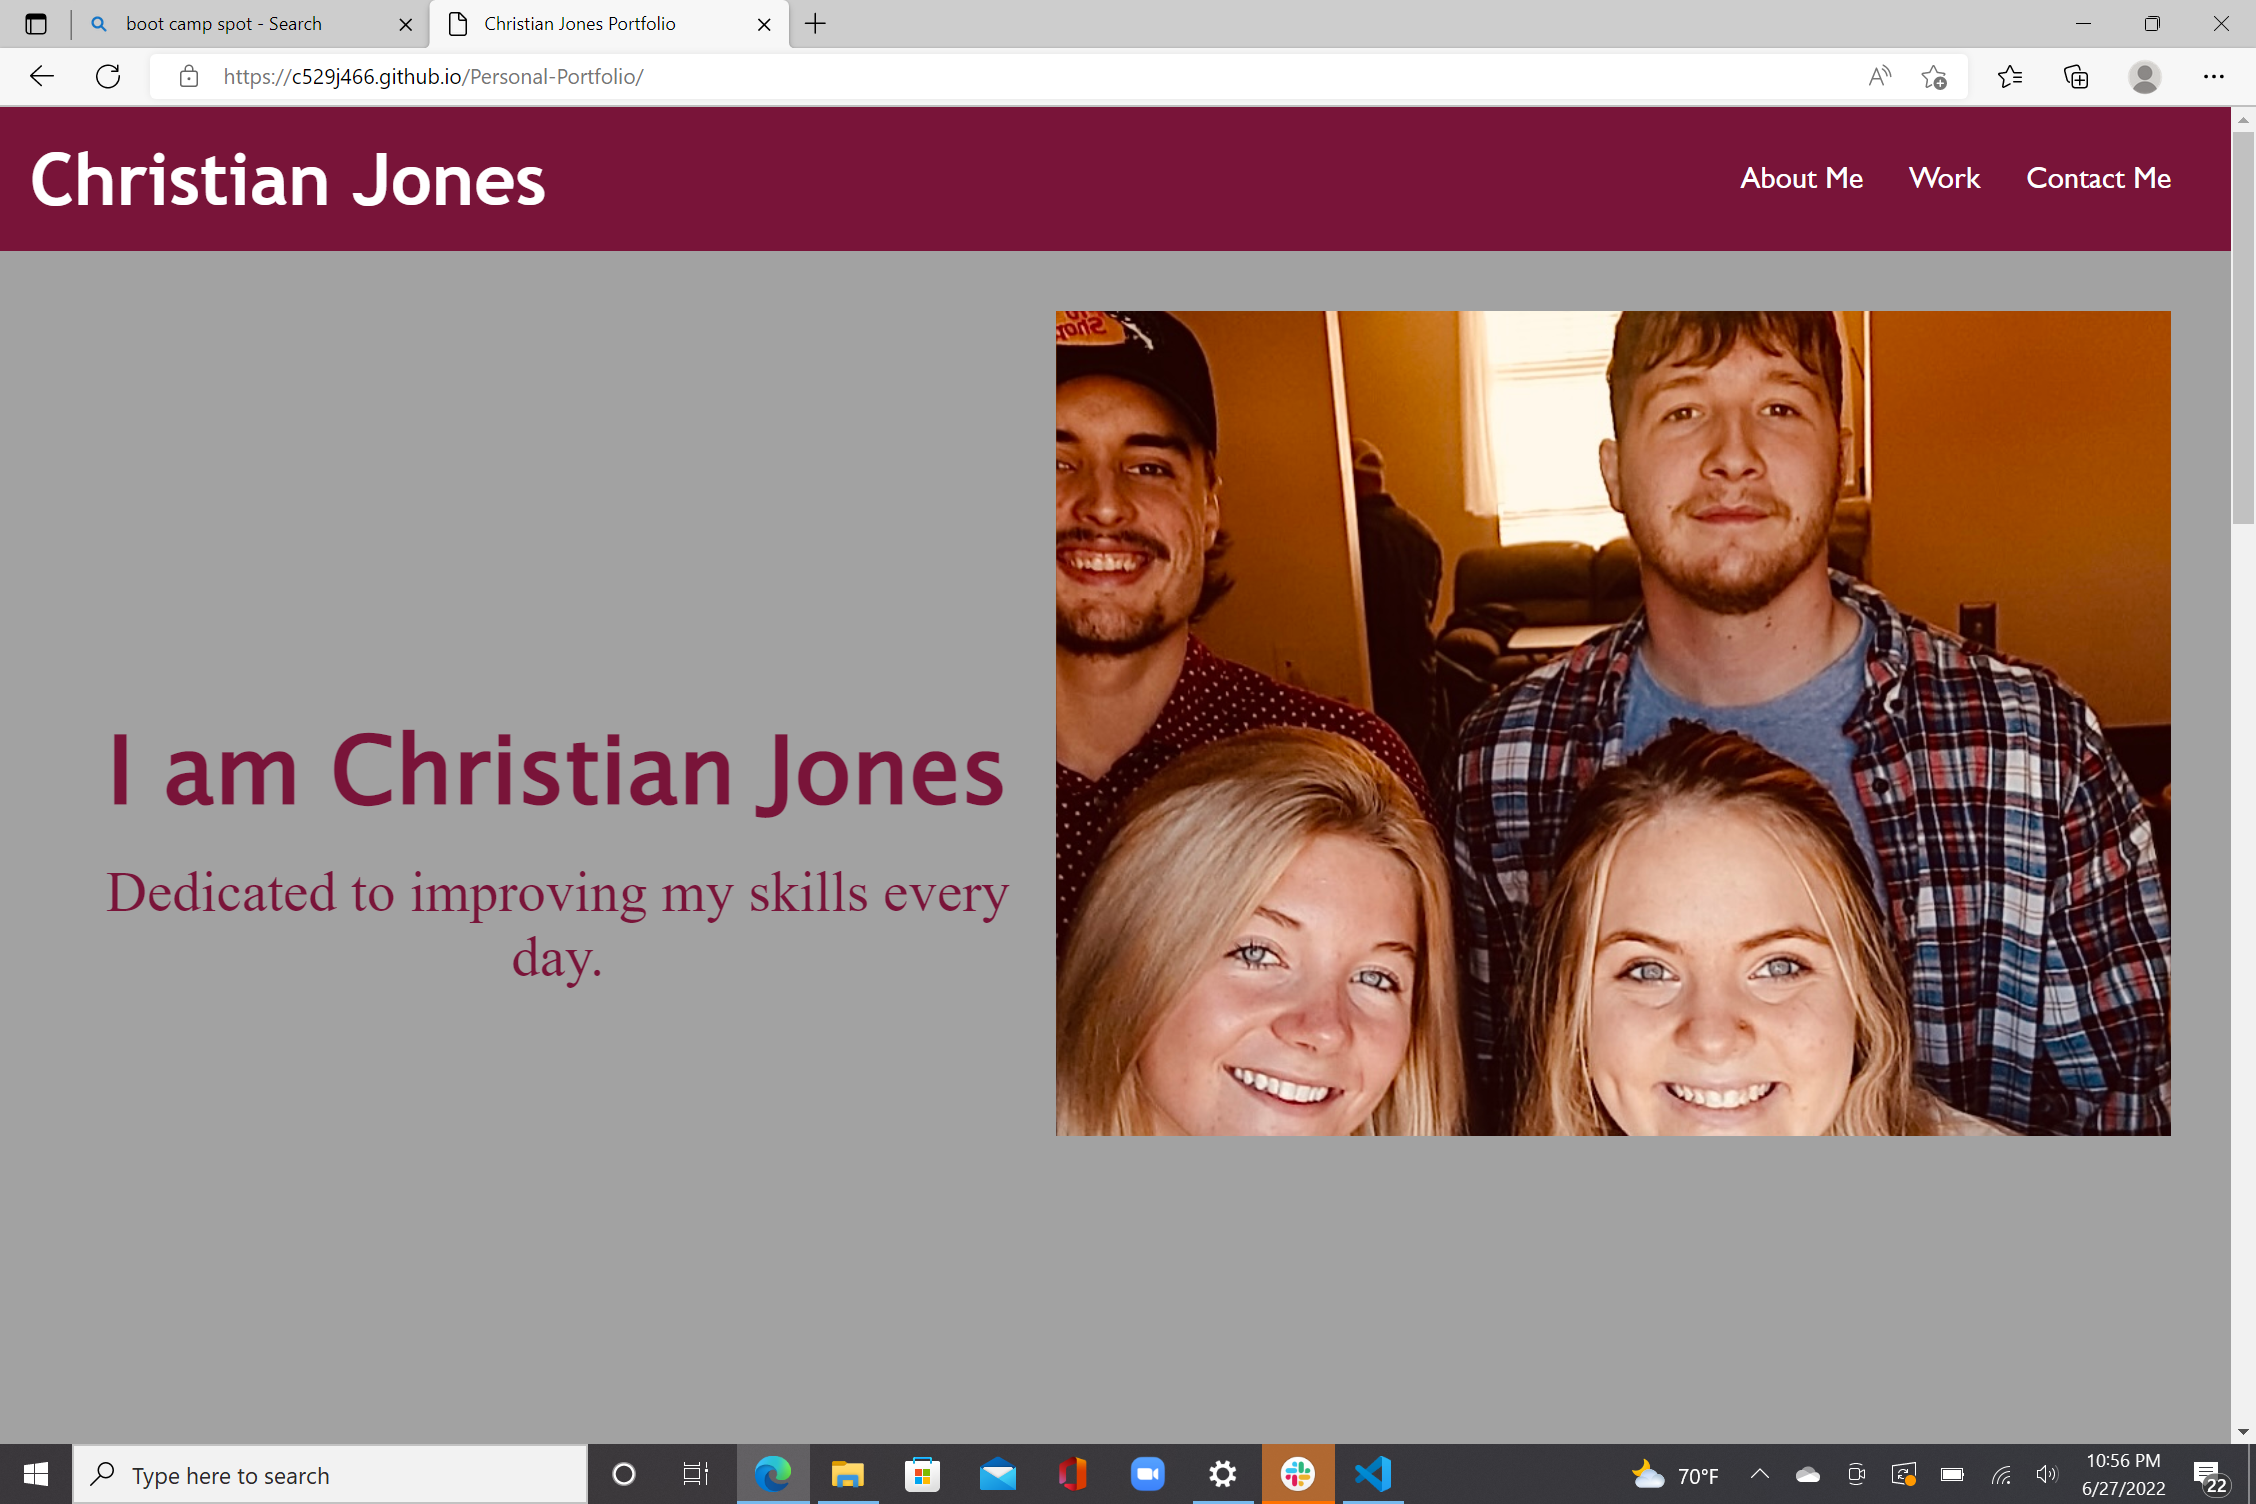 boot camp spot - Search
Christian Jones Portfolio
https://c529j466.github.io/Personal-Portfolio/
Christian Jones
About Me
Work
Contact Me
I am Christian Jones
Dedicated to improving my skills every
day.
Type here to search
70°F
10:56 PM
6/27/2022
22